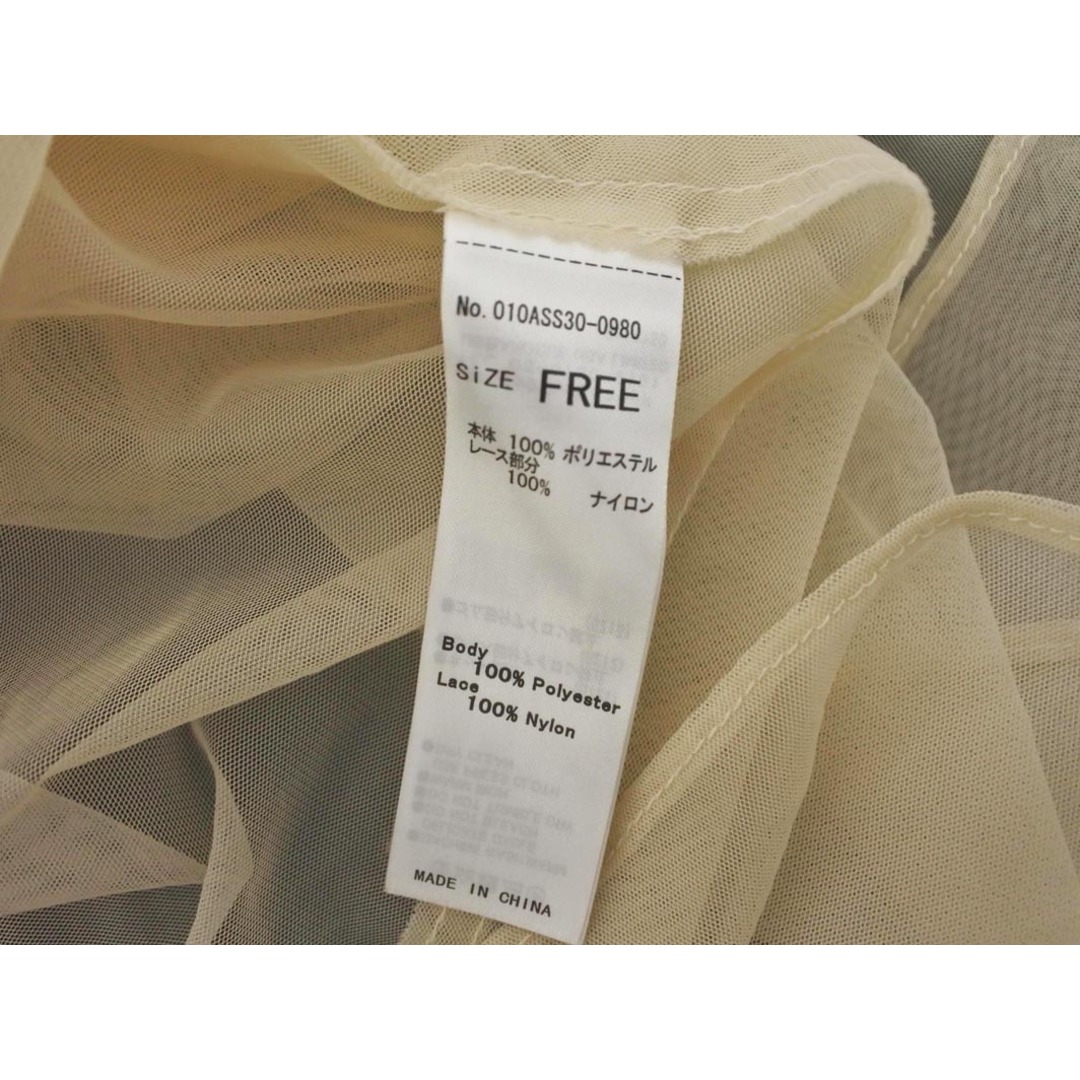 No. 010ASS30-0980
SiZE FREE
本体 100% ポリエステル
レース部分
100% ナイロン
Body
100% Polyester
Lace
100% Nylon
MADE IN CHINA